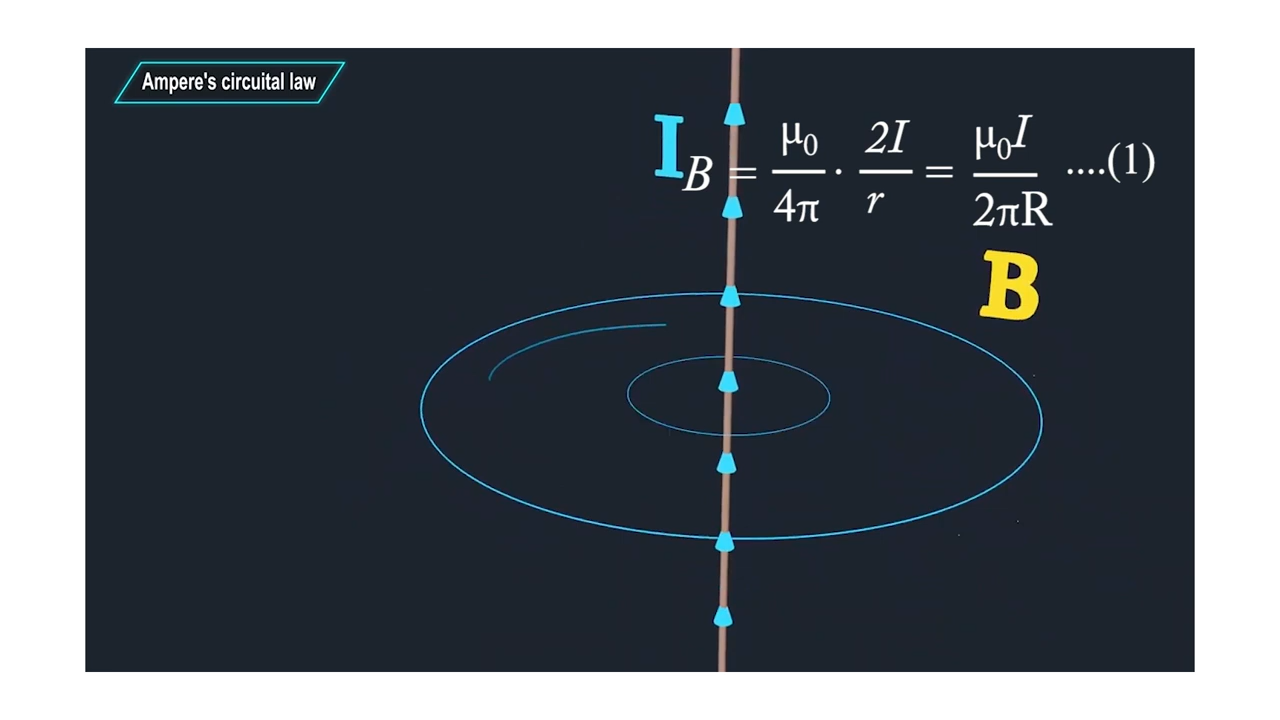 Ampere's circuital law
I
B = μ₀/4π · 2I/r = μ₀I/2πR ....(1)
B